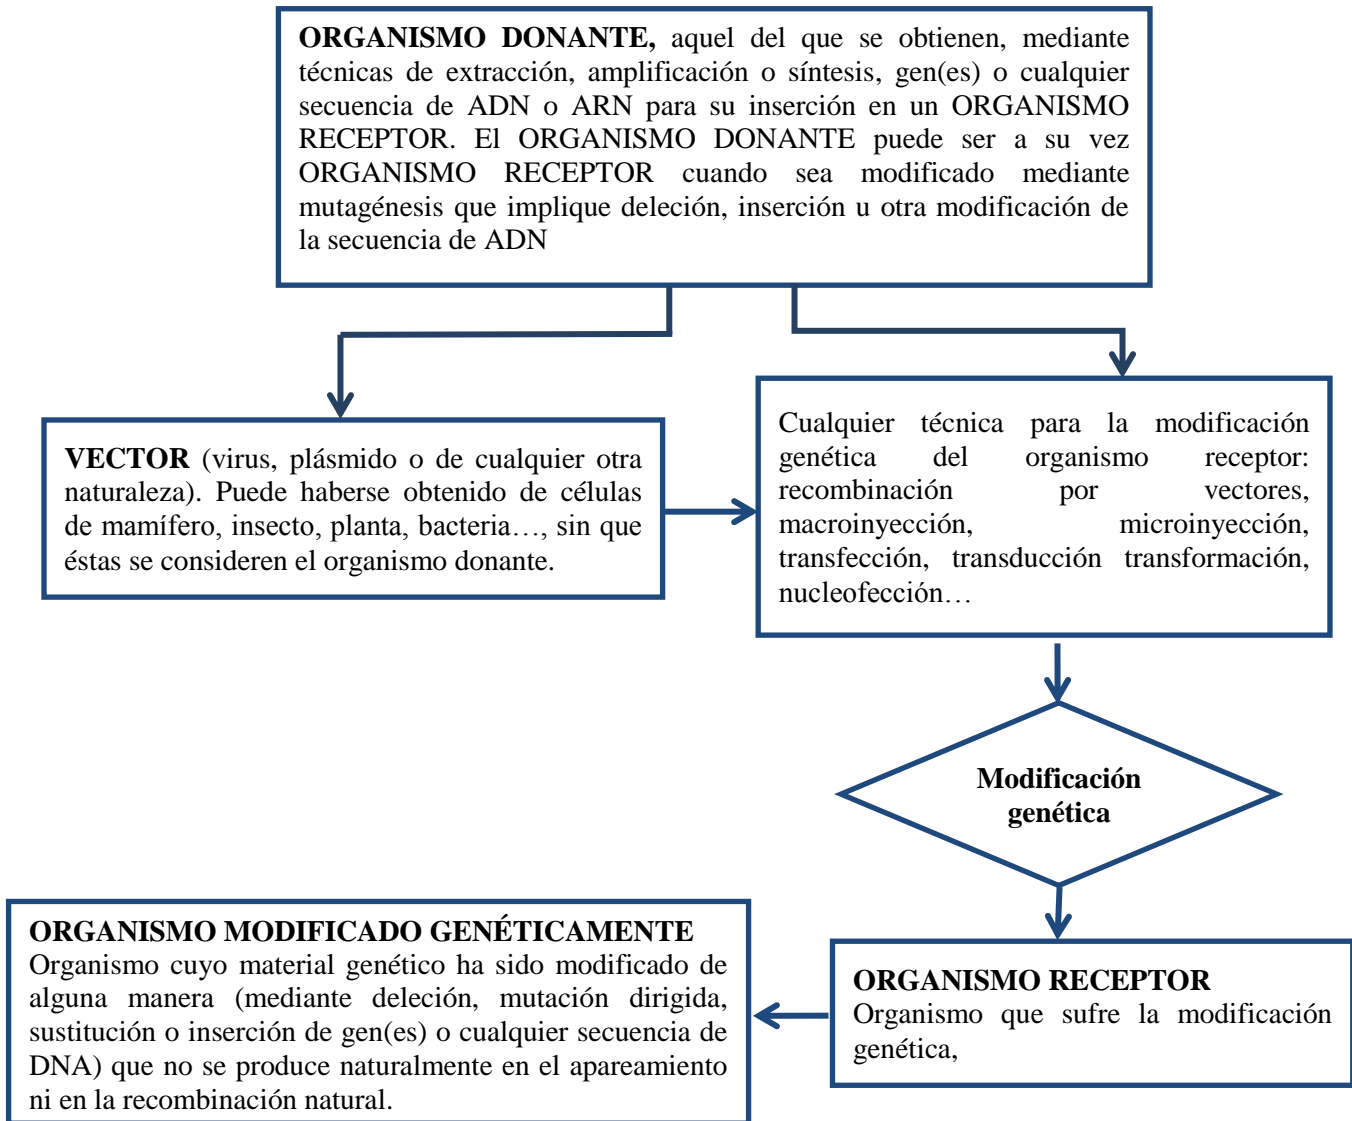 ORGANISMO DONANTE, aquel del que se obtienen, mediante
técnicas de extracción, amplificación o síntesis, gen(es) o cualquier
secuencia de ADN o ARN para su inserción en un ORGANISMO
RECEPTOR. El ORGANISMO DONANTE puede ser a su vez
ORGANISMO RECEPTOR cuando sea modificado mediante
mutagénesis que implique deleción, inserción u otra modificación de
la secuencia de ADN
VECTOR (virus, plásmido o de cualquier otra
naturaleza). Puede haberse obtenido de células
de mamífero, insecto, planta, bacteria…, sin que
éstas se consideren el organismo donante.
Cualquier técnica para la modificación
genética del organismo receptor:
recombinación por vectores,
macroinyección, microinyección,
transfección, transducción transformación,
nucleofección…
Modificación
genética
ORGANISMO RECEPTOR
Organismo que sufre la modificación
genética,
ORGANISMO MODIFICADO GENÉTICAMENTE
Organismo cuyo material genético ha sido modificado de
alguna manera (mediante deleción, mutación dirigida,
sustitución o inserción de gen(es) o cualquier secuencia de
DNA) que no se produce naturalmente en el apareamiento
ni en la recombinación natural.